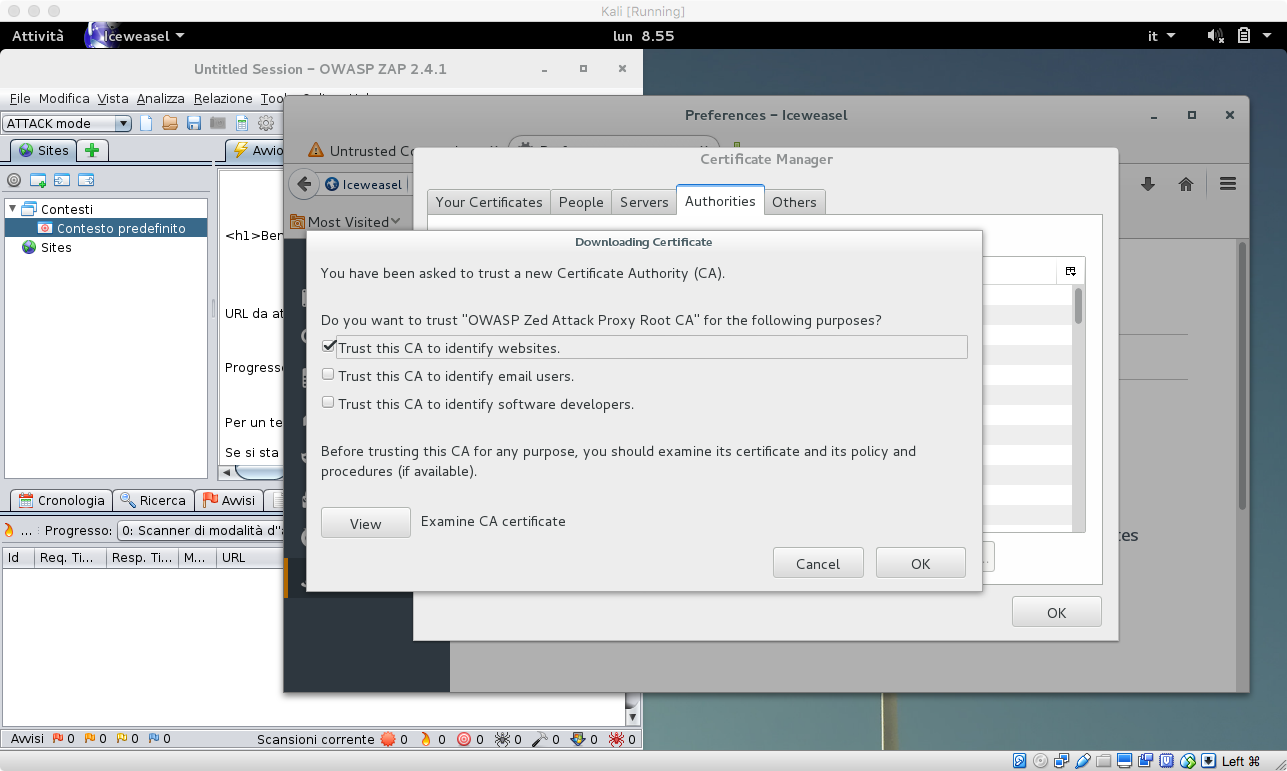 Kali [Running]
Attività
Iceweasel
lun 8.55
it
Untitled Session – OWASP ZAP 2.4.1
File Modifica Vista Analizza Relazione
ATTACK mode
Sites
Avvio
Contesti
Contesto predefinito
Sites
<h1>Ben
URL da at
Progress
Per un te
Se si sta
Cronologia
Ricerca
Avvisi
... Progresso:
0: Scanner di modalità d"a
Id
Req. Ti...
Resp. Ti...
M...
URL
Avvisi 0 0 0 0
Scansioni corrente 0 0 0 0 0 0 0
Preferences – Iceweasel
Untrusted Co
Iceweasel
Most Visited
Certificate Manager
Your Certificates
People
Servers
Authorities
Others
Downloading Certificate
You have been asked to trust a new Certificate Authority (CA).
Do you want to trust "OWASP Zed Attack Proxy Root CA" for the following purposes?
Trust this CA to identify websites.
Trust this CA to identify email users.
Trust this CA to identify software developers.
Before trusting this CA for any purpose, you should examine its certificate and its policy and
procedures (if available).
View
Examine CA certificate
Cancel
OK
OK
Left ⌘